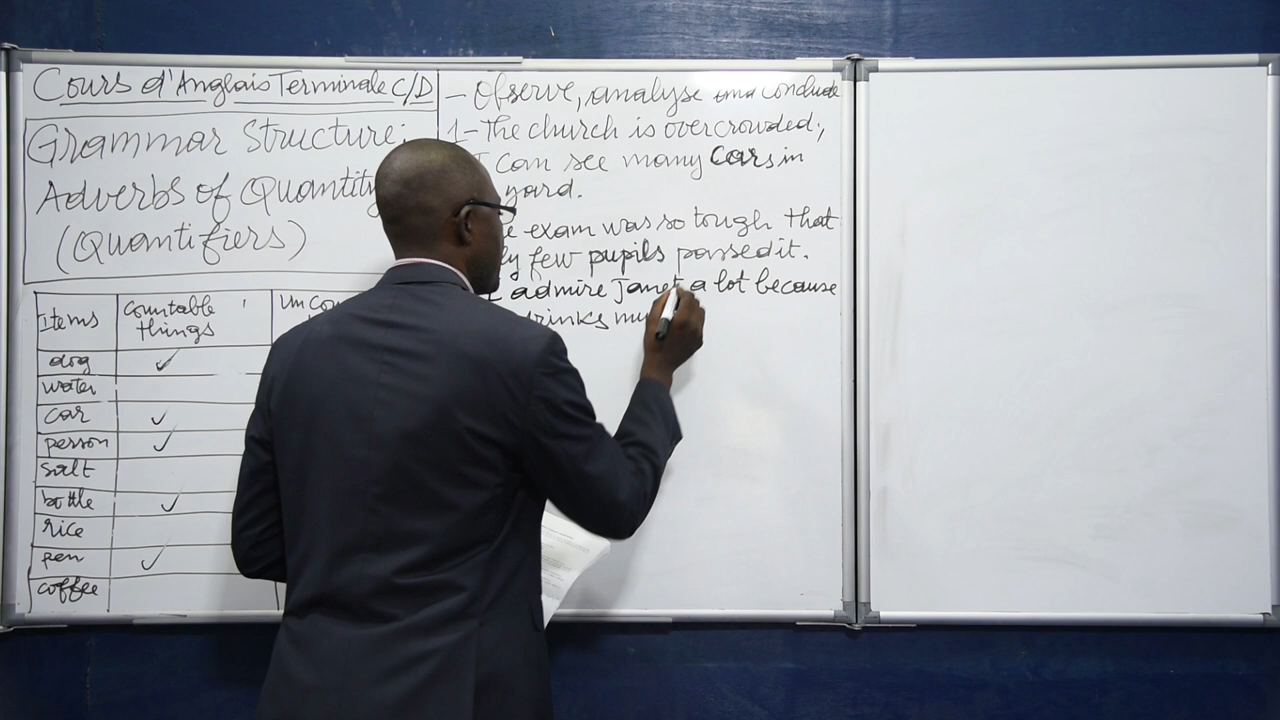 Cours d'Anglais Terminale C/D
Grammar Structure:
Adverbs of Quantity
(Quantifiers)
Items
Countable things
dog ✓
water
car ✓
person ✓
salt
bottle ✓
rice
pen ✓
coffee
- Observe, analyse and conclude
1 - The church is overcrowded;
I can see many cars in
yard.
exam was so tough that
few pupils passed it.
I admire Janet a lot because